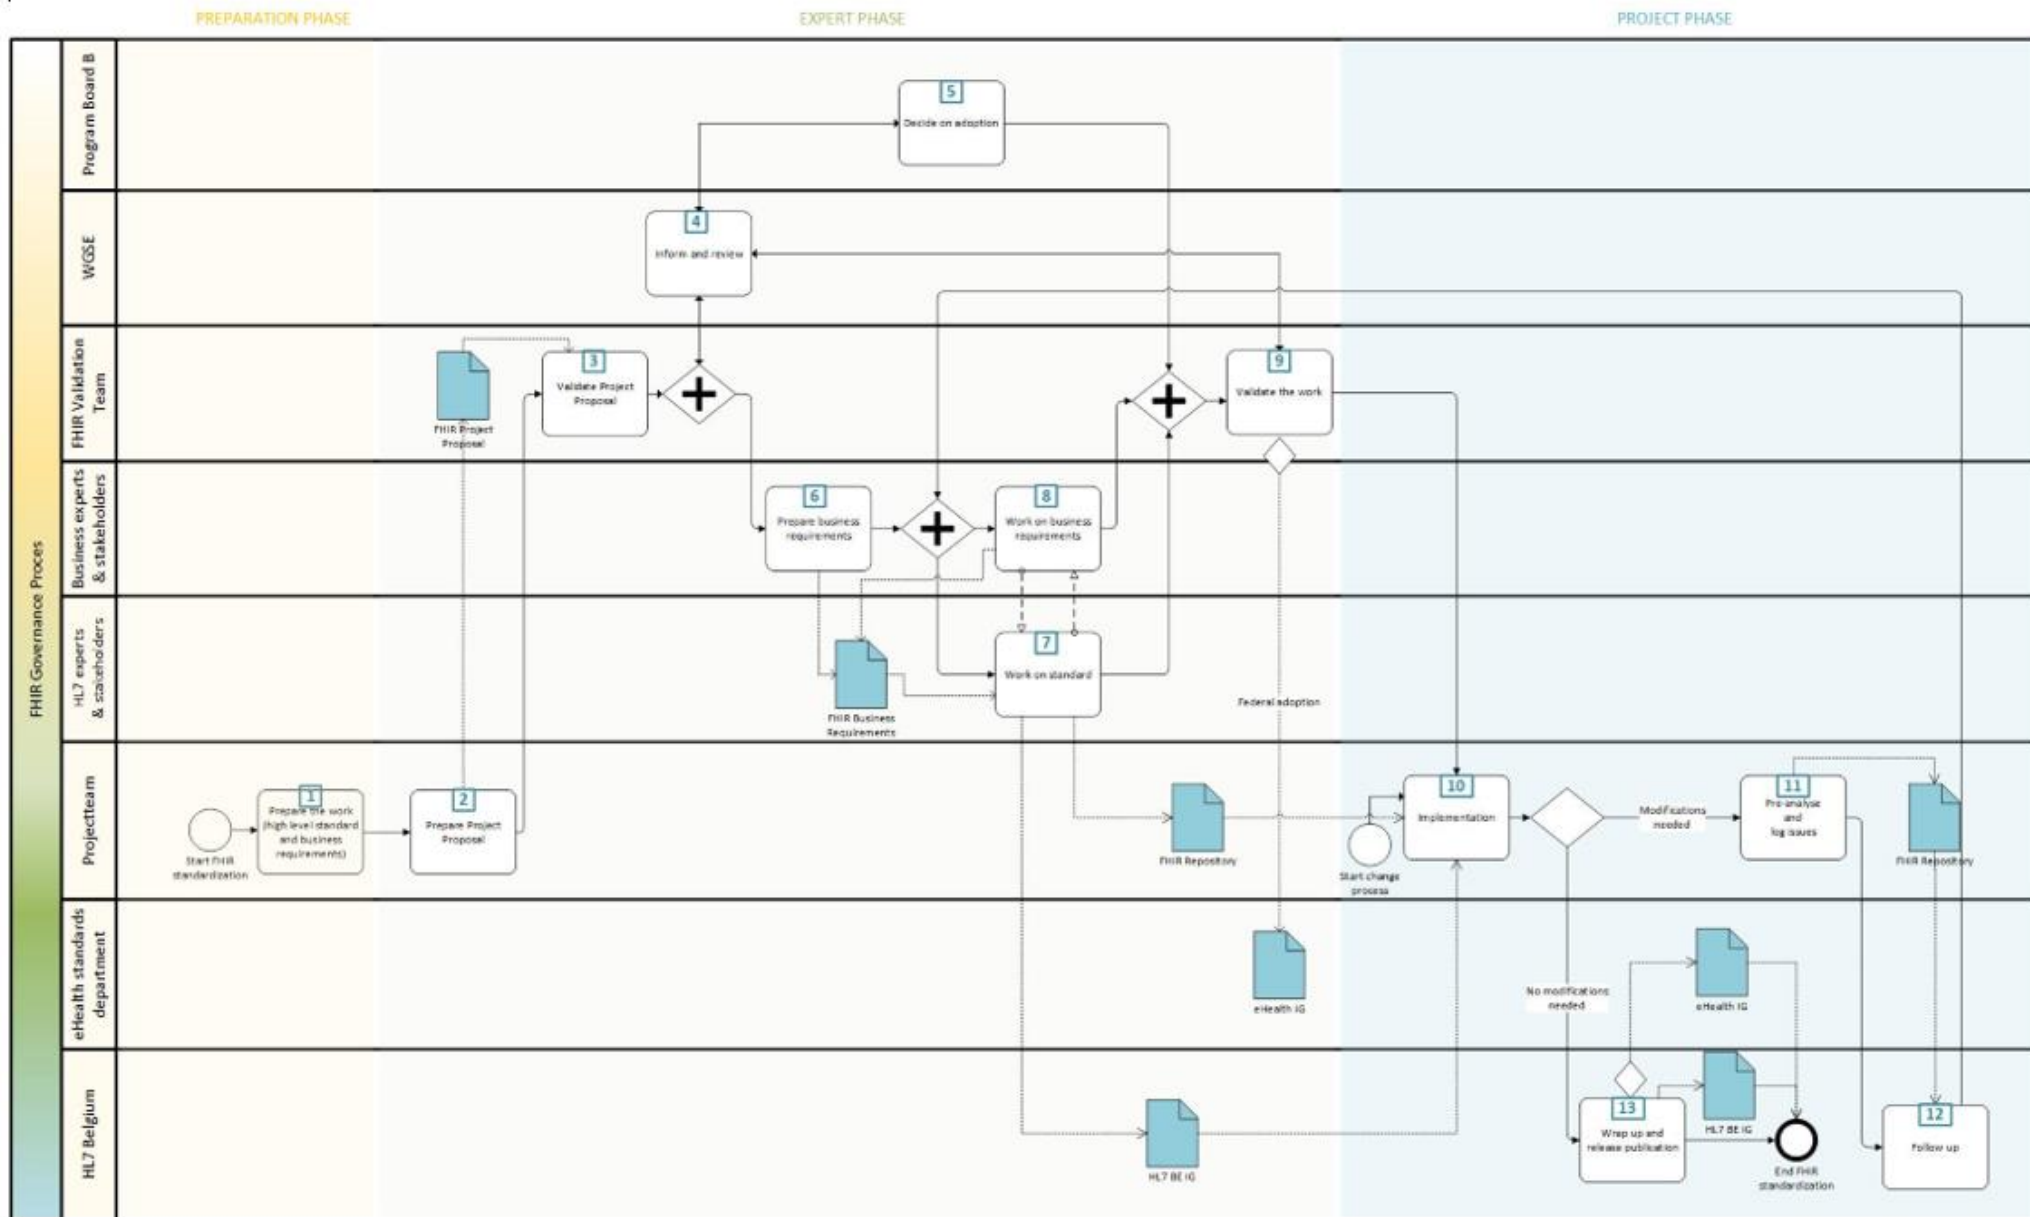 PREPARATION PHASE
EXPERT PHASE
PROJECT PHASE
FHIR Governance Proces
Program Board B
5
Decide on adoption
WGSE
4
Inform and review
FHIR Validation
Team
FHIR Project
Proposal
3
Validate Project
Proposal
9
Validate the work
Business experts
& stakeholders
6
Prepare business
requirements
8
Work on business
requirements
HL7 experts
& stakeholders
FHIR Business
Requirements
7
Work on standard
Federal adoption
Projectteam
Start FHIR
standardization
1
Prepare the work
(high level standard
and business
requirements)
2
Prepare Project
Proposal
FHIR Repository
Start change
process
10
Implementation
Modifications
needed
11
Pre-analyse
and
log issues
FHIR Repository
eHealth standards
department
eHealth IG
No modifications
needed
eHealth IG
HL7 Belgium
HL7 BE IG
13
Wrap up and
release publication
HL7 BE IG
End FHIR
standardization
12
Follow up